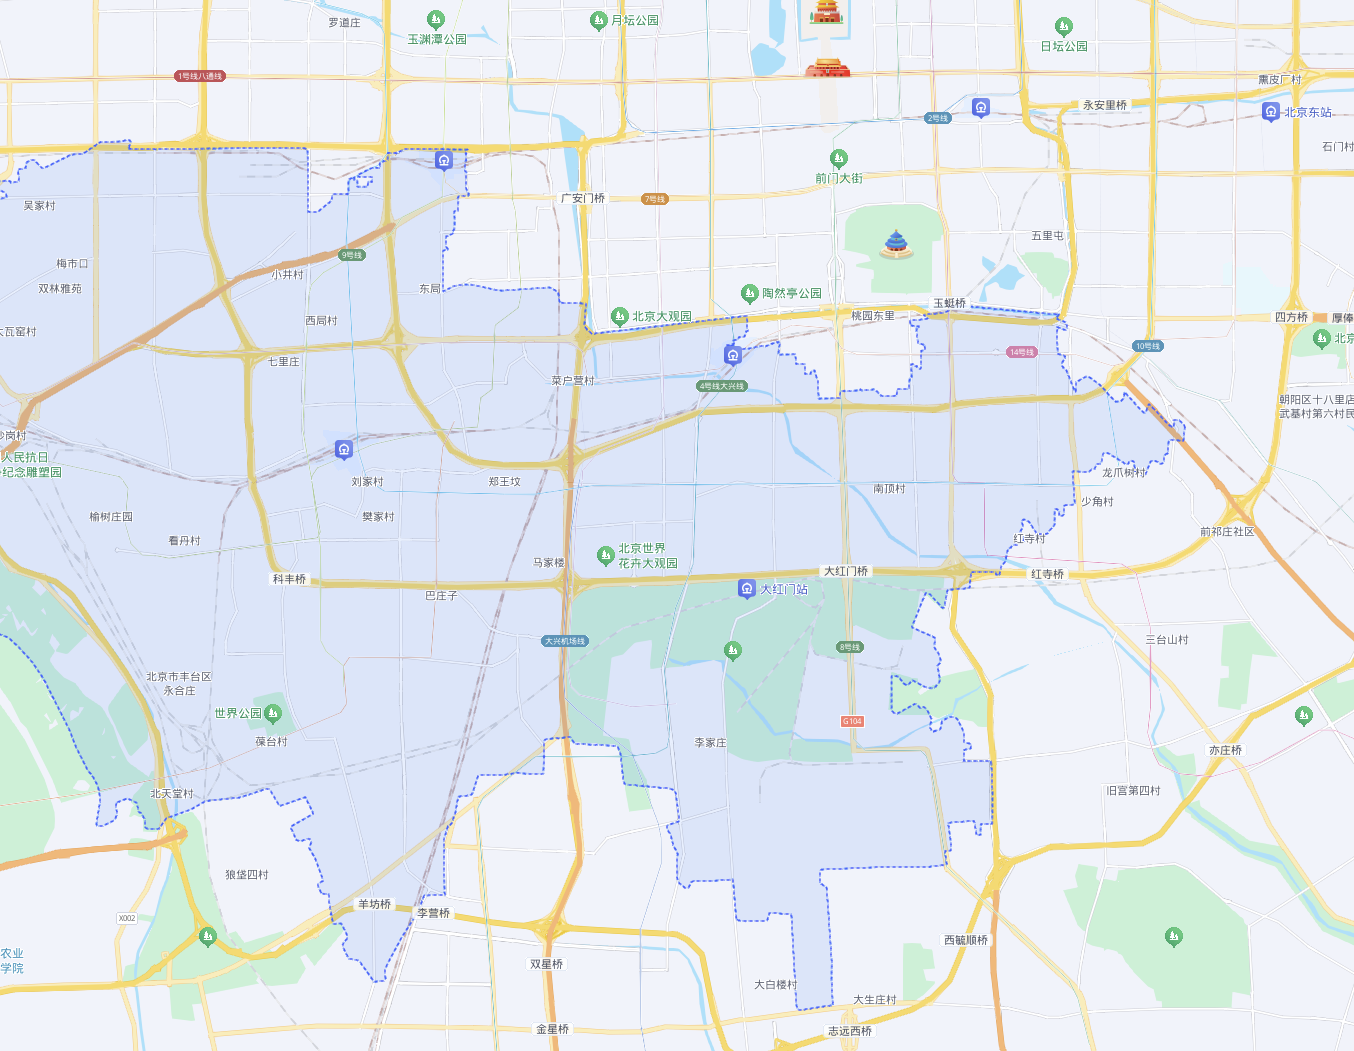 罗道庄
玉渊潭公园
月坛公园
日坛公园
1号线八通线
熏皮厂村
永安里桥
2号线
北京东站
石门村
前门大街
吴家村
广安门桥
7号线
五里屯
梅市口
9号线
小井村
双林雅苑
东局
陶然亭公园
玉蜓桥
北京大观园
桃园东里
四方桥
西局村
大瓦窑村
14号线
10号线
七里庄
菜户营村
4号线大兴线
朝阳区十八里店
武基村第六村民
沙岗村
人民抗日
纪念雕塑园
刘家村
郑王坟
龙爪树村
南顶村
少角村
榆树庄园
樊家村
看丹村
前祁庄社区
红寺村
北京世界
花卉大观园
马家楼
科丰桥
大红门桥
红寺桥
巴庄子
大红门站
大兴机场线
8号线
三台山村
北京市丰台区
永合庄
世界公园
G104
葆台村
李家庄
亦庄桥
北天堂村
旧宫第四村
狼垡四村
羊坊桥
李营桥
X002
西毓顺桥
农业
学院
双星桥
大白楼村
大生庄村
金星桥
志远西桥